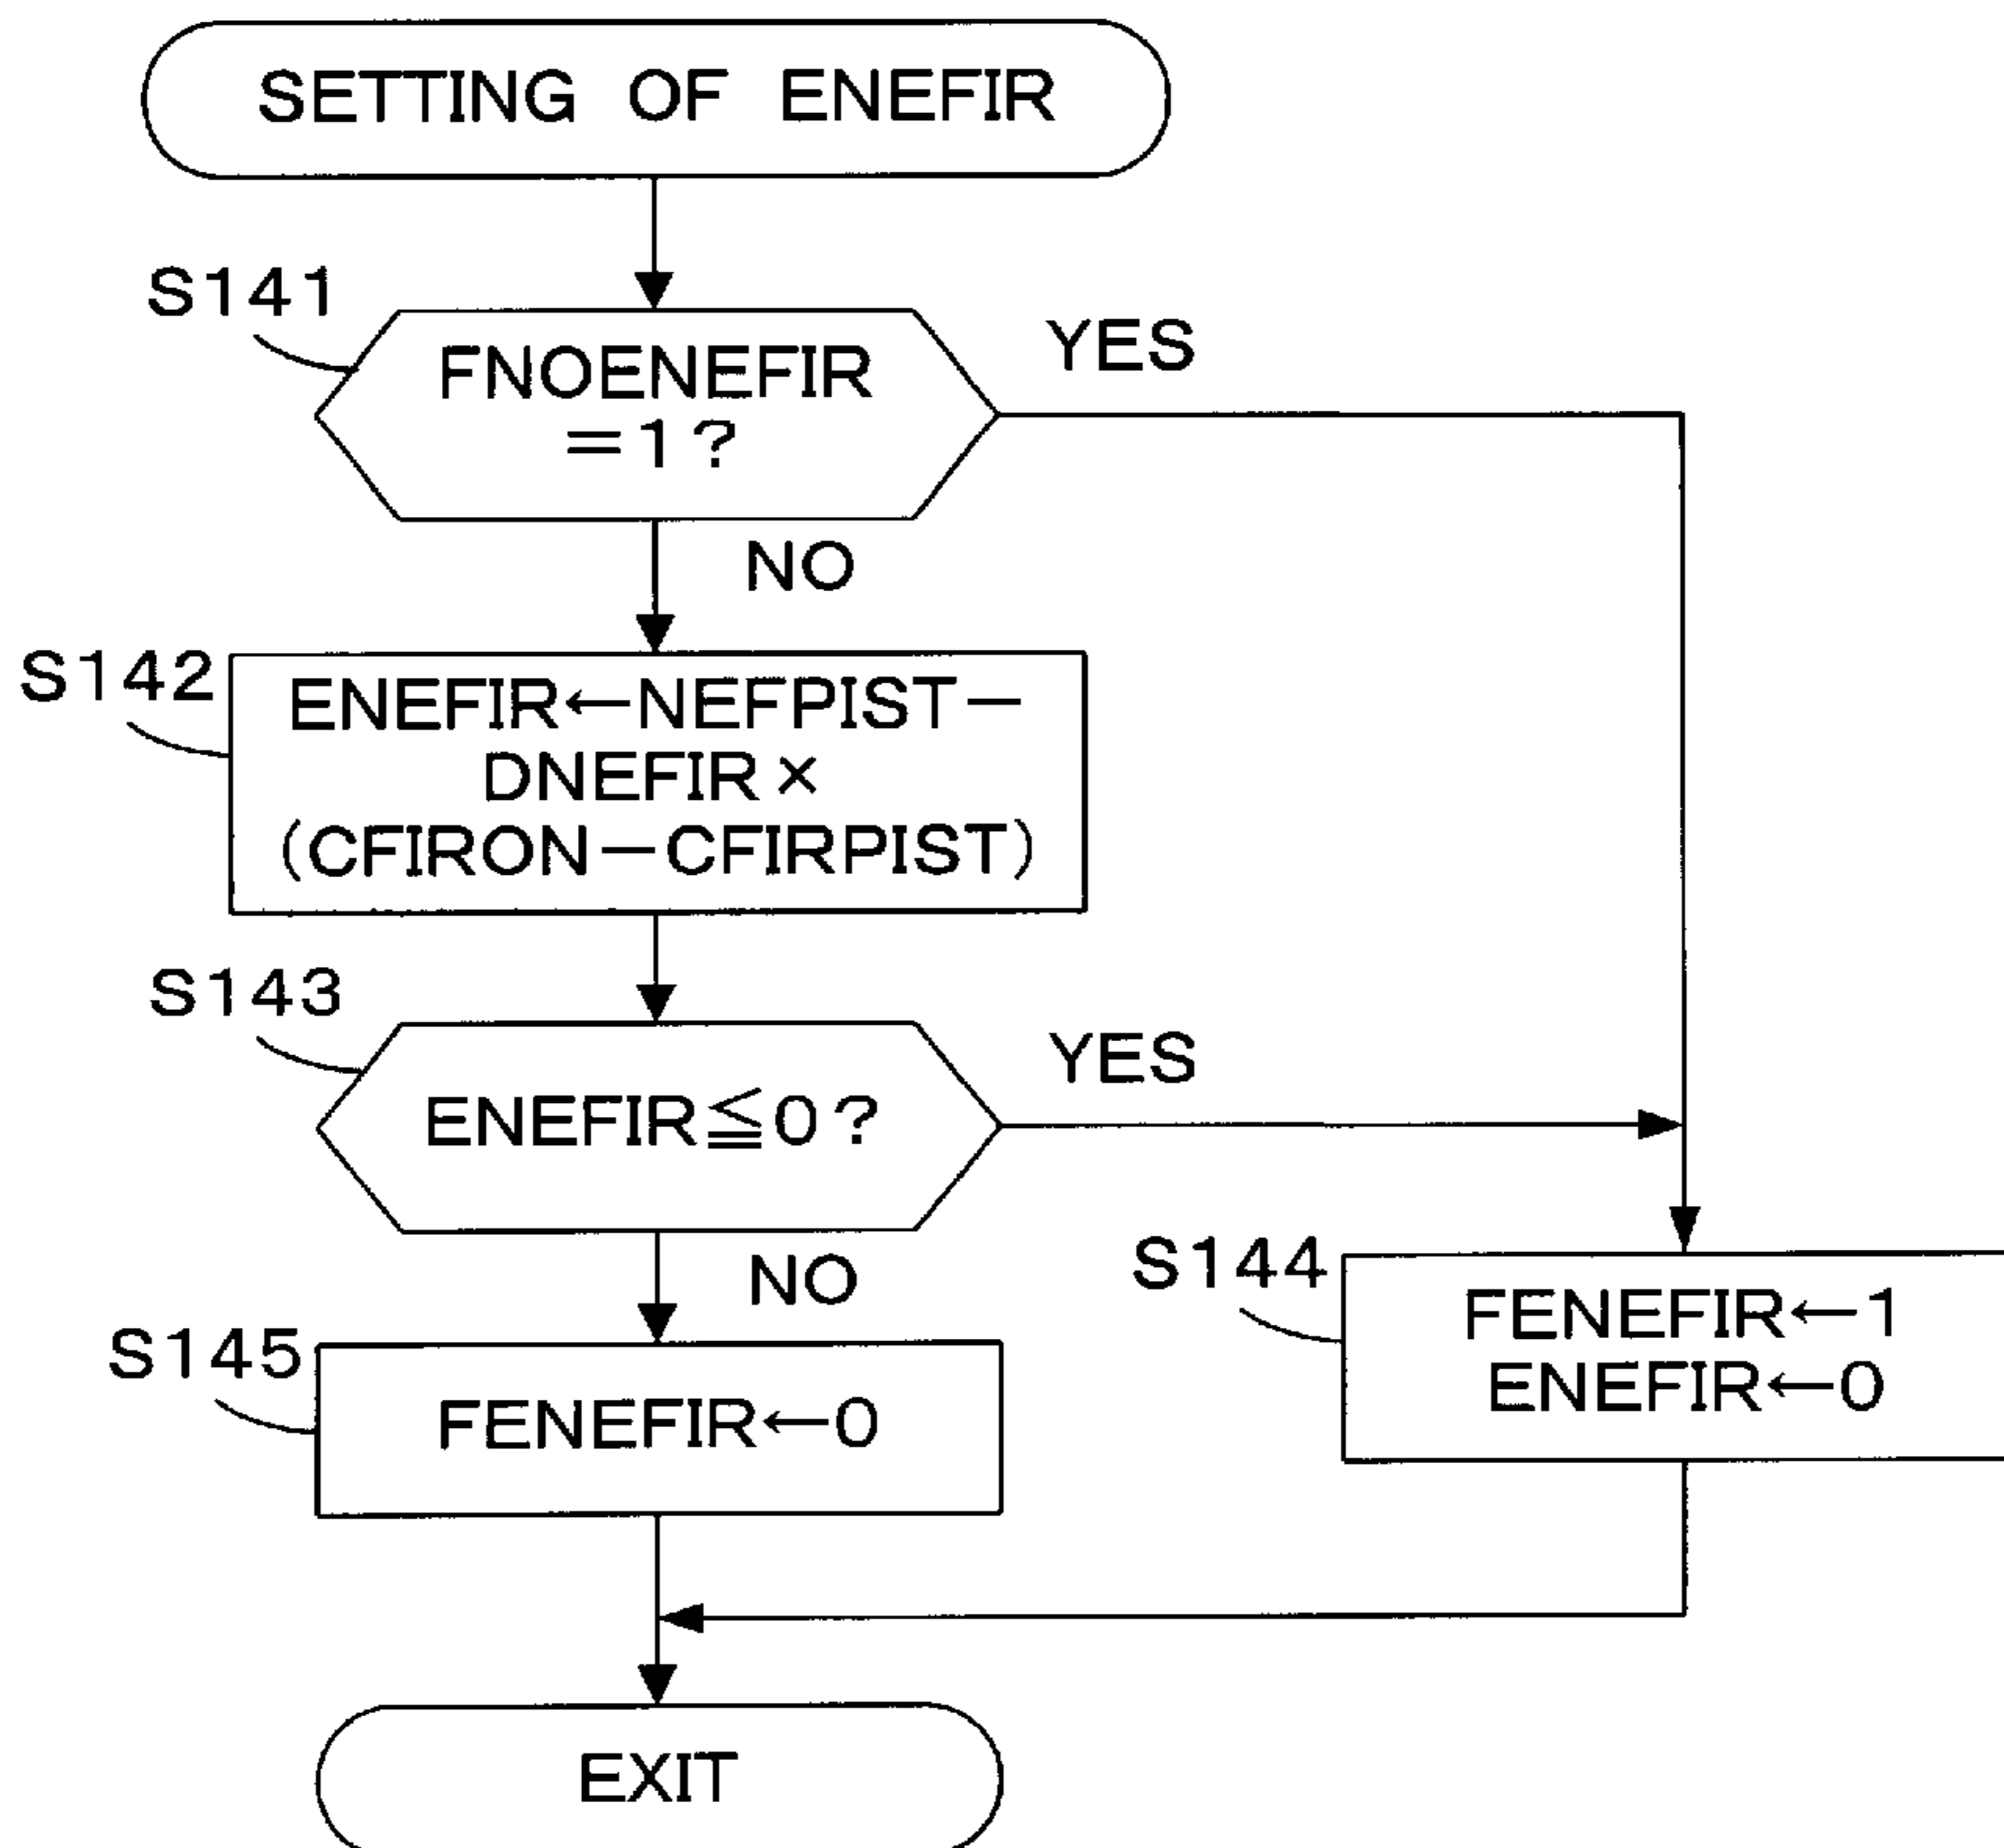 SETTING OF ENEFIR
S141
FNOENEFIR
=1?
YES
NO
S142
ENEFIR←NEFPIST−
DNEFIR×
(CFIRON−CFIRPIST)
S143
ENEFIR≦0?
YES
NO
S144
FENEFIR←1
ENEFIR←0
S145
FENEFIR←0
EXIT